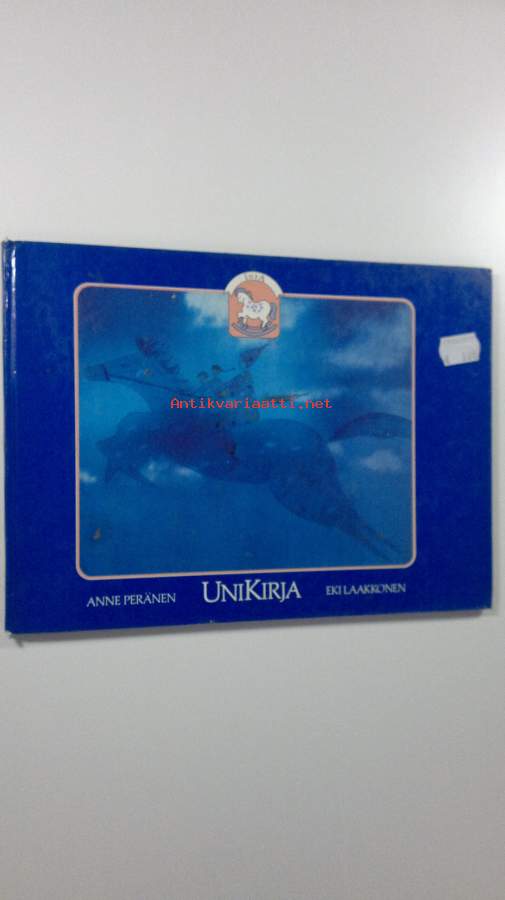 Antikvariaatti.net
ANNE PERÄNEN UNIKIRJA EKI LAAKKONEN